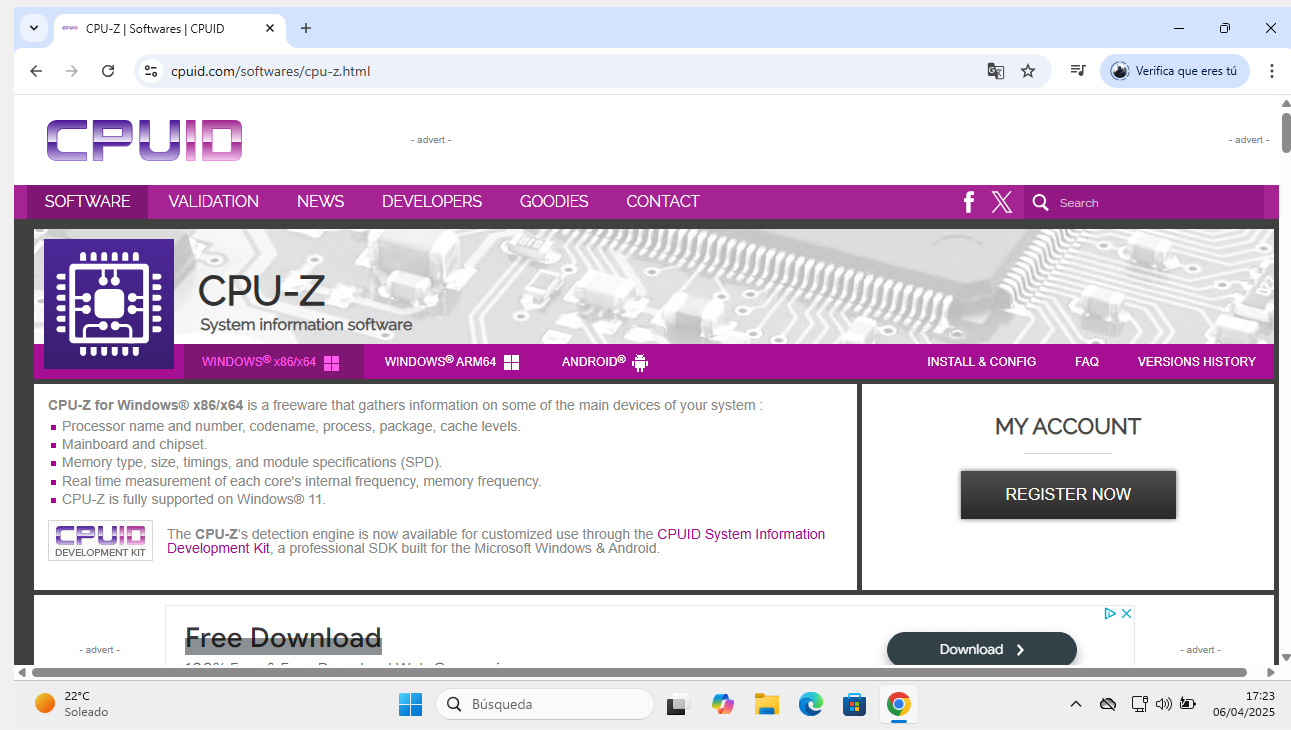 CPU-Z | Softwares | CPUID
cpuid.com/softwares/cpu-z.html
Verifica que eres tú
CPUID
- advert -
- advert -
SOFTWARE VALIDATION NEWS DEVELOPERS GOODIES CONTACT
Search
CPU-Z
System information software
WINDOWS® x86/x64 WINDOWS® ARM64 ANDROID® INSTALL & CONFIG FAQ VERSIONS HISTORY
CPU-Z for Windows® x86/x64 is a freeware that gathers information on some of the main devices of your system :
Processor name and number, codename, process, package, cache levels.
Mainboard and chipset.
Memory type, size, timings, and module specifications (SPD).
Real time measurement of each core's internal frequency, memory frequency.
CPU-Z is fully supported on Windows® 11.
CPUID
DEVELOPMENT KIT
The CPU-Z's detection engine is now available for customized use through the CPUID System Information
Development Kit, a professional SDK built for the Microsoft Windows & Android.
MY ACCOUNT
REGISTER NOW
- advert -
Free Download
Download
- advert -
22°C
Soleado
Búsqueda
17:23
06/04/2025